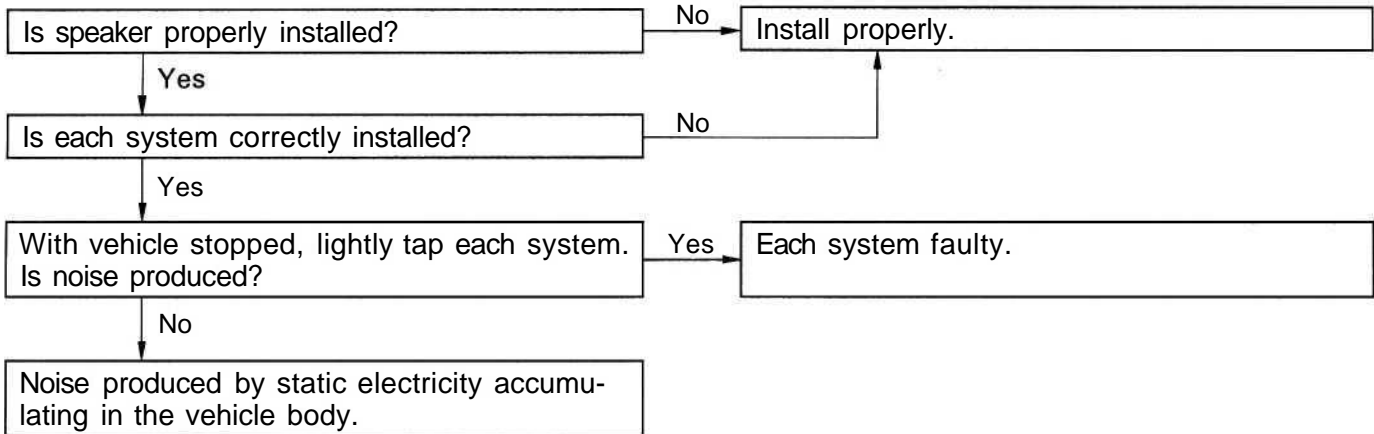 Is speaker properly installed?
No
Install properly.
Yes
Is each system correctly installed?
No
Yes
With vehicle stopped, lightly tap each system.
Is noise produced?
Yes
Each system faulty.
No
Noise produced by static electricity accumu-
lating in the vehicle body.